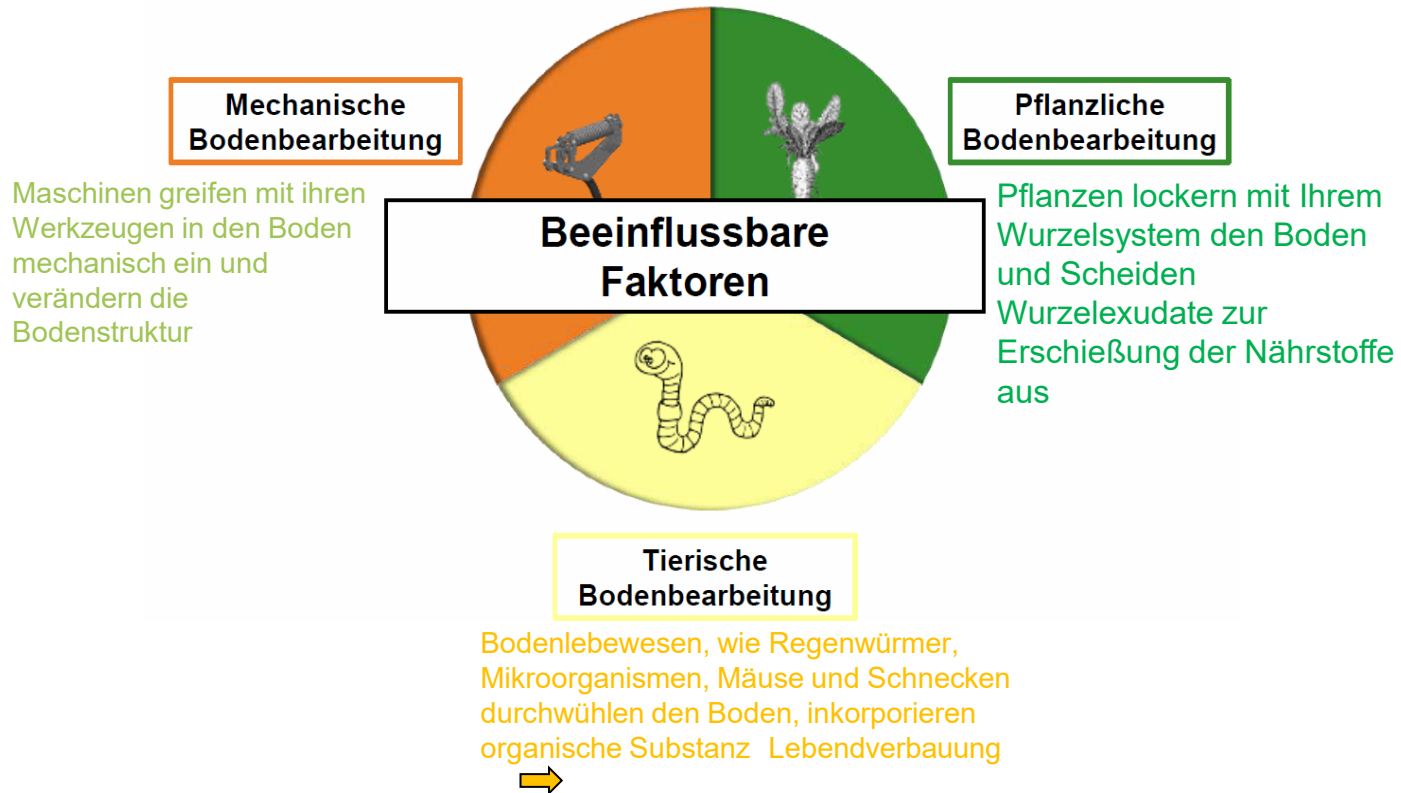 Mechanische
Bodenbearbeitung
Maschinen greifen mit ihren
Werkzeugen in den Boden
mechanisch ein und
verändern die
Bodenstruktur
Beeinflussbare
Faktoren
Pflanzliche
Bodenbearbeitung
Pflanzen lockern mit Ihrem
Wurzelsystem den Boden
und Scheiden
Wurzelexudate zur
Erschießung der Nährstoffe
aus
Tierische
Bodenbearbeitung
Bodenlebewesen, wie Regenwürmer,
Mikroorganismen, Mäuse und Schnecken
durchwühlen den Boden, inkorporieren
organische Substanz Lebendverbauung